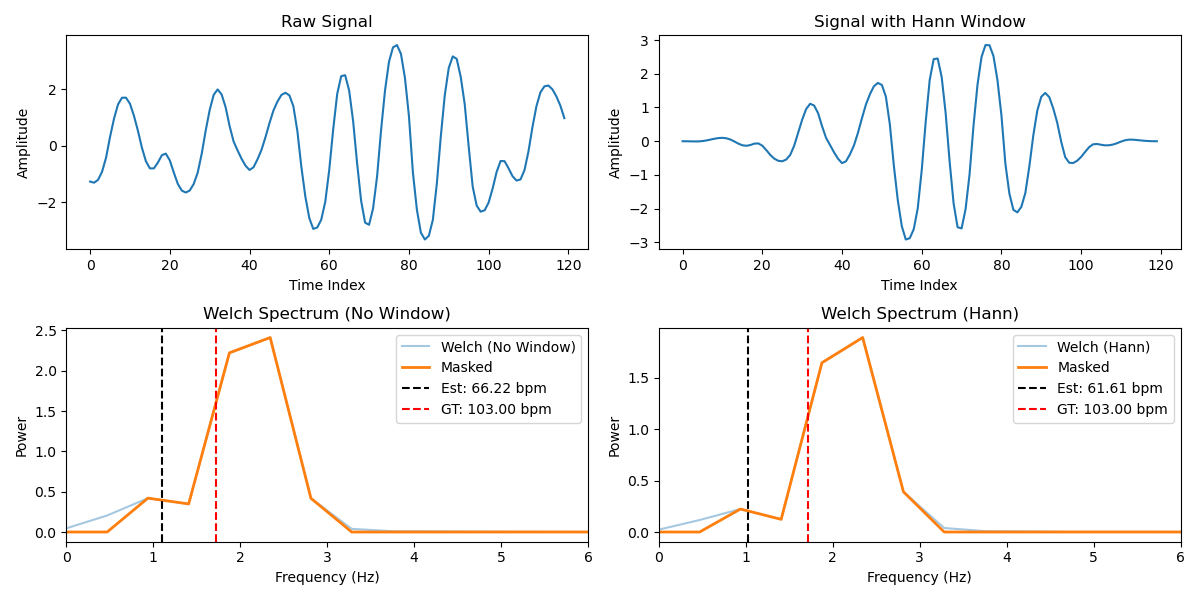 Raw Signal
Amplitude
2
0
−2
0 20 40 60 80 100 120
Time Index
Signal with Hann Window
Amplitude
3
2
1
0
−1
−2
−3
0 20 40 60 80 100 120
Time Index
Welch Spectrum (No Window)
Power
2.5
2.0
1.5
1.0
0.5
0.0
Welch (No Window)
Masked
Est: 66.22 bpm
GT: 103.00 bpm
0 1 2 3 4 5 6
Frequency (Hz)
Welch Spectrum (Hann)
Power
1.5
1.0
0.5
0.0
Welch (Hann)
Masked
Est: 61.61 bpm
GT: 103.00 bpm
0 1 2 3 4 5 6
Frequency (Hz)